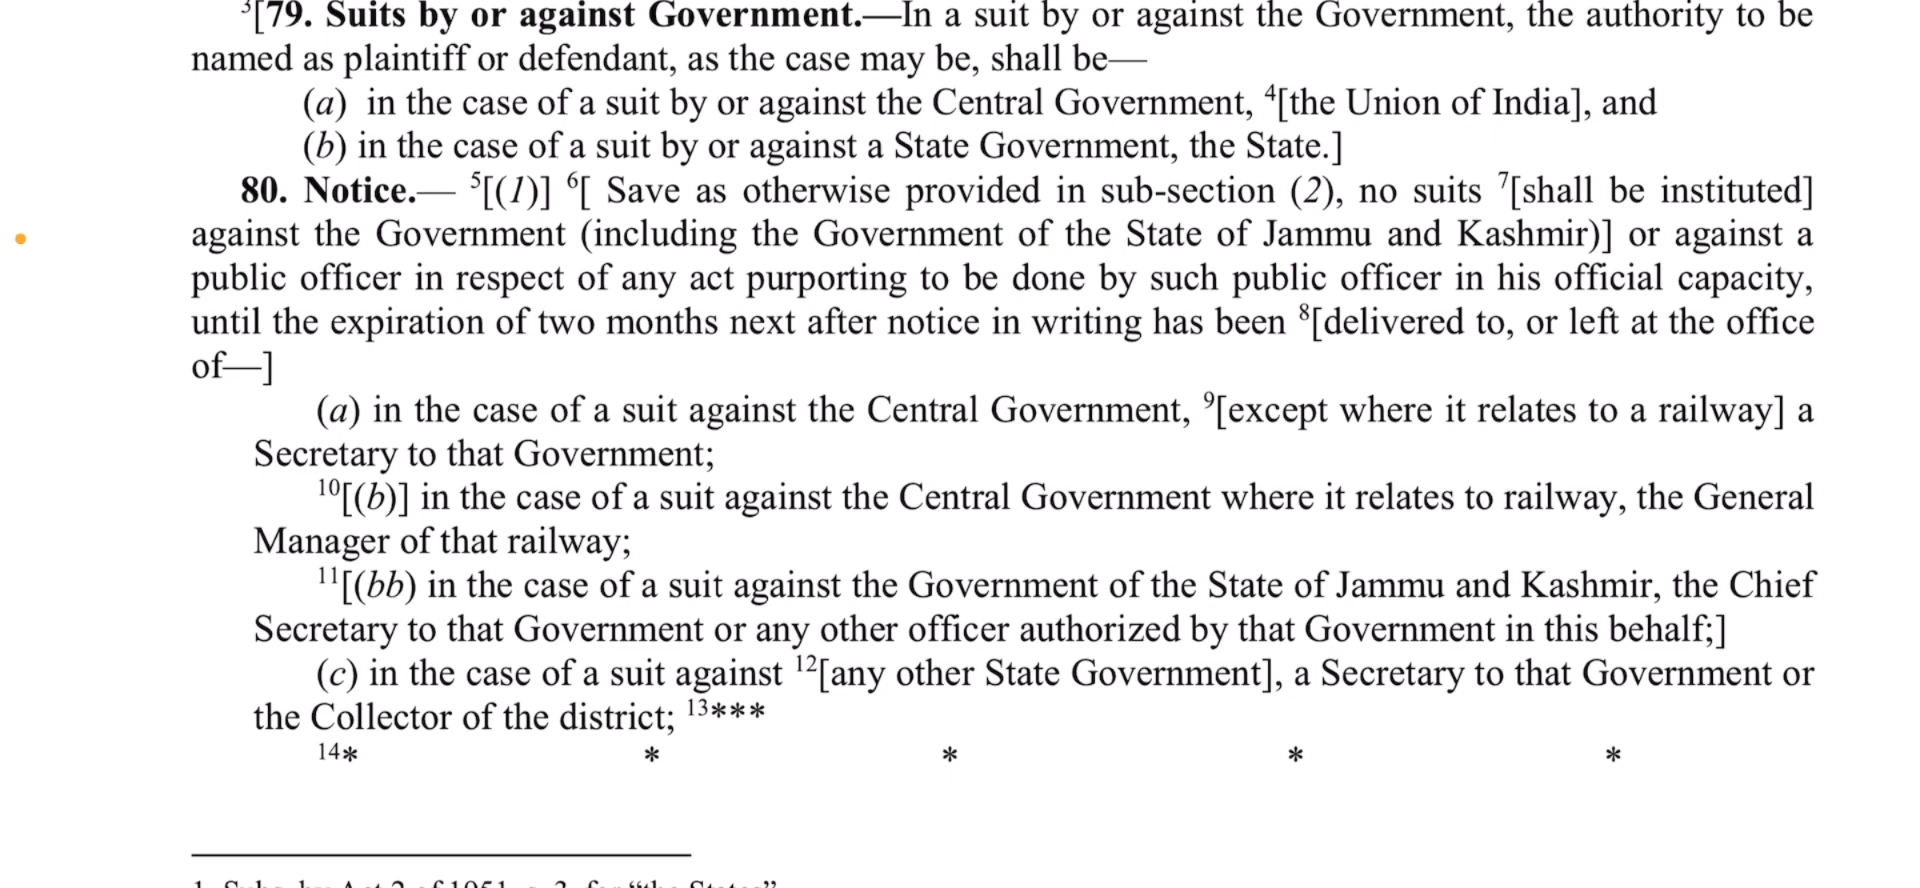 ³[79. Suits by or against Government.—In a suit by or against the Government, the authority to be
named as plaintiff or defendant, as the case may be, shall be—
(a) in the case of a suit by or against the Central Government, ⁴[the Union of India], and
(b) in the case of a suit by or against a State Government, the State.]
80. Notice.— ⁵[(1)] ⁶[ Save as otherwise provided in sub-section (2), no suits ⁷[shall be instituted]
against the Government (including the Government of the State of Jammu and Kashmir)] or against a
public officer in respect of any act purporting to be done by such public officer in his official capacity,
until the expiration of two months next after notice in writing has been ⁸[delivered to, or left at the office
of—]
(a) in the case of a suit against the Central Government, ⁹[except where it relates to a railway] a
Secretary to that Government;
¹⁰[(b)] in the case of a suit against the Central Government where it relates to railway, the General
Manager of that railway;
¹¹[(bb) in the case of a suit against the Government of the State of Jammu and Kashmir, the Chief
Secretary to that Government or any other officer authorized by that Government in this behalf;]
(c) in the case of a suit against ¹²[any other State Government], a Secretary to that Government or
the Collector of the district; ¹³***
¹⁴* * * * *
1. Subs. by Act 2 of 1951, s. 3, for “the States”